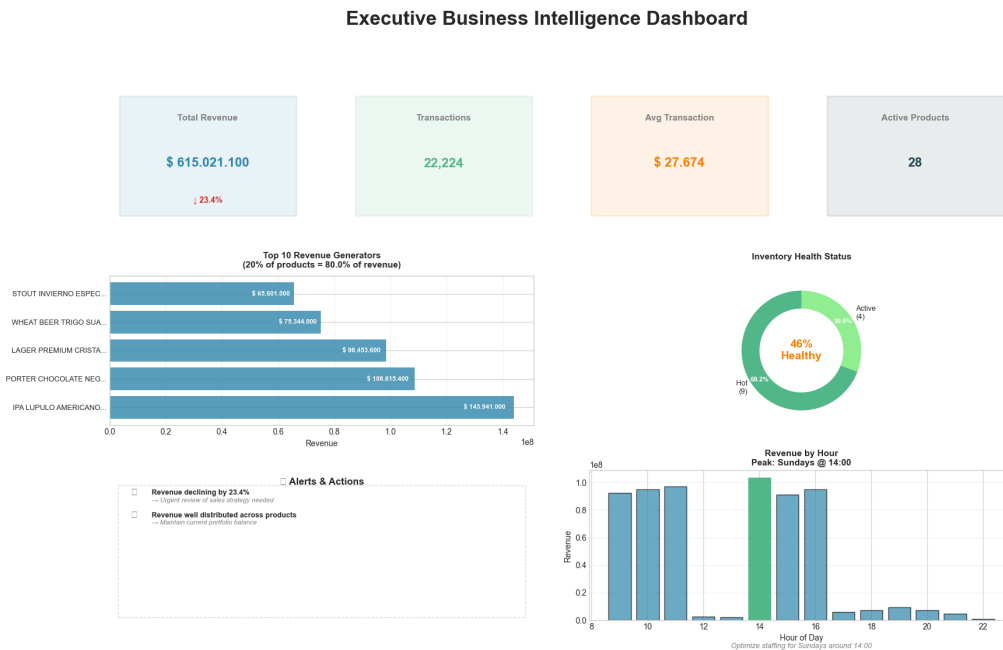 Executive Business Intelligence Dashboard
Total Revenue
$ 615.021.100
↓ 23.4%
Transactions
22,224
Avg Transaction
$ 27.674
Active Products
28
Top 10 Revenue Generators
(20% of products = 80.0% of revenue)
STOUT INVIERNO ESPEC...
$ 65.601.000
WHEAT BEER TRIGO SUA...
$ 75.344.000
LAGER PREMIUM CRISTA...
$ 98.453.600
PORTER CHOCOLATE NEG...
$ 108.615.400
IPA LUPULO AMERICANO...
$ 143.941.000
0.0 0.2 0.4 0.6 0.8 1.0 1.2 1.4
1e8
Revenue
Inventory Health Status
Active
(4)
30.8%
46%
Healthy
Hot
(9)
69.2%
Alerts & Actions
Revenue declining by 23.4%
→ Urgent review of sales strategy needed
Revenue well distributed across products
→ Maintain current portfolio balance
Revenue by Hour
Peak: Sundays @ 14:00
1e8
1.0
0.8
0.6
0.4
0.2
0.0
Revenue
8 10 12 14 16 18 20 22
Hour of Day
Optimize staffing for Sundays around 14:00